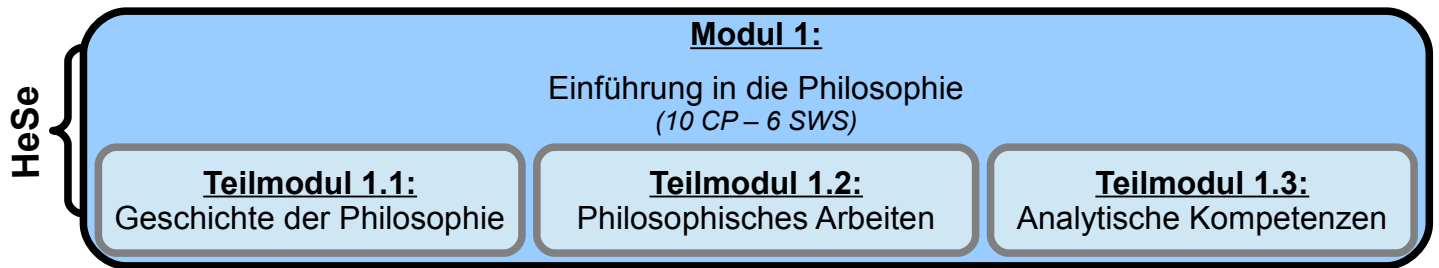 HeSe
Modul 1:
Einführung in die Philosophie
(10 CP – 6 SWS)
Teilmodul 1.1:
Geschichte der Philosophie
Teilmodul 1.2:
Philosophisches Arbeiten
Teilmodul 1.3:
Analytische Kompetenzen